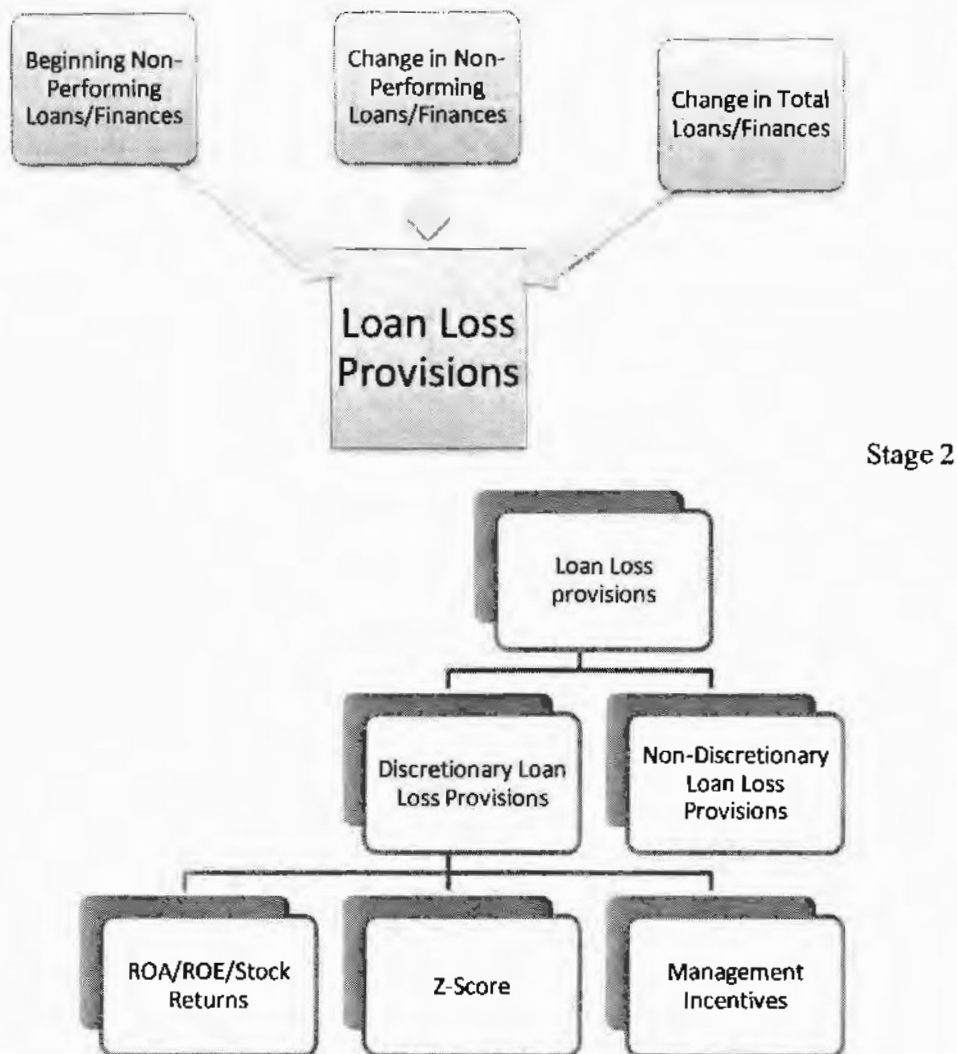 Beginning Non-
Performing
Loans/Finances
Change in Non-
Performing
Loans/Finances
Change in Total
Loans/Finances
Loan Loss
Provisions
Stage 2
Loan Loss
provisions
Discretionary Loan
Loss Provisions
Non-Discretionary
Loan Loss
Provisions
ROA/ROE/Stock
Returns
Z-Score
Management
Incentives